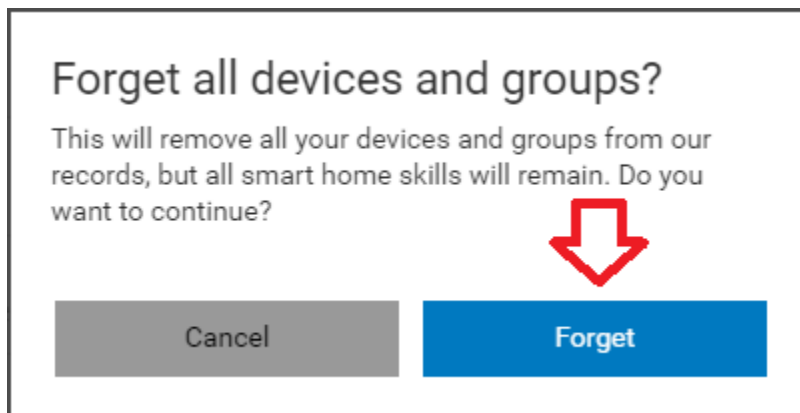 Forget all devices and groups?
This will remove all your devices and groups from our
records, but all smart home skills will remain. Do you
want to continue?
Cancel
Forget